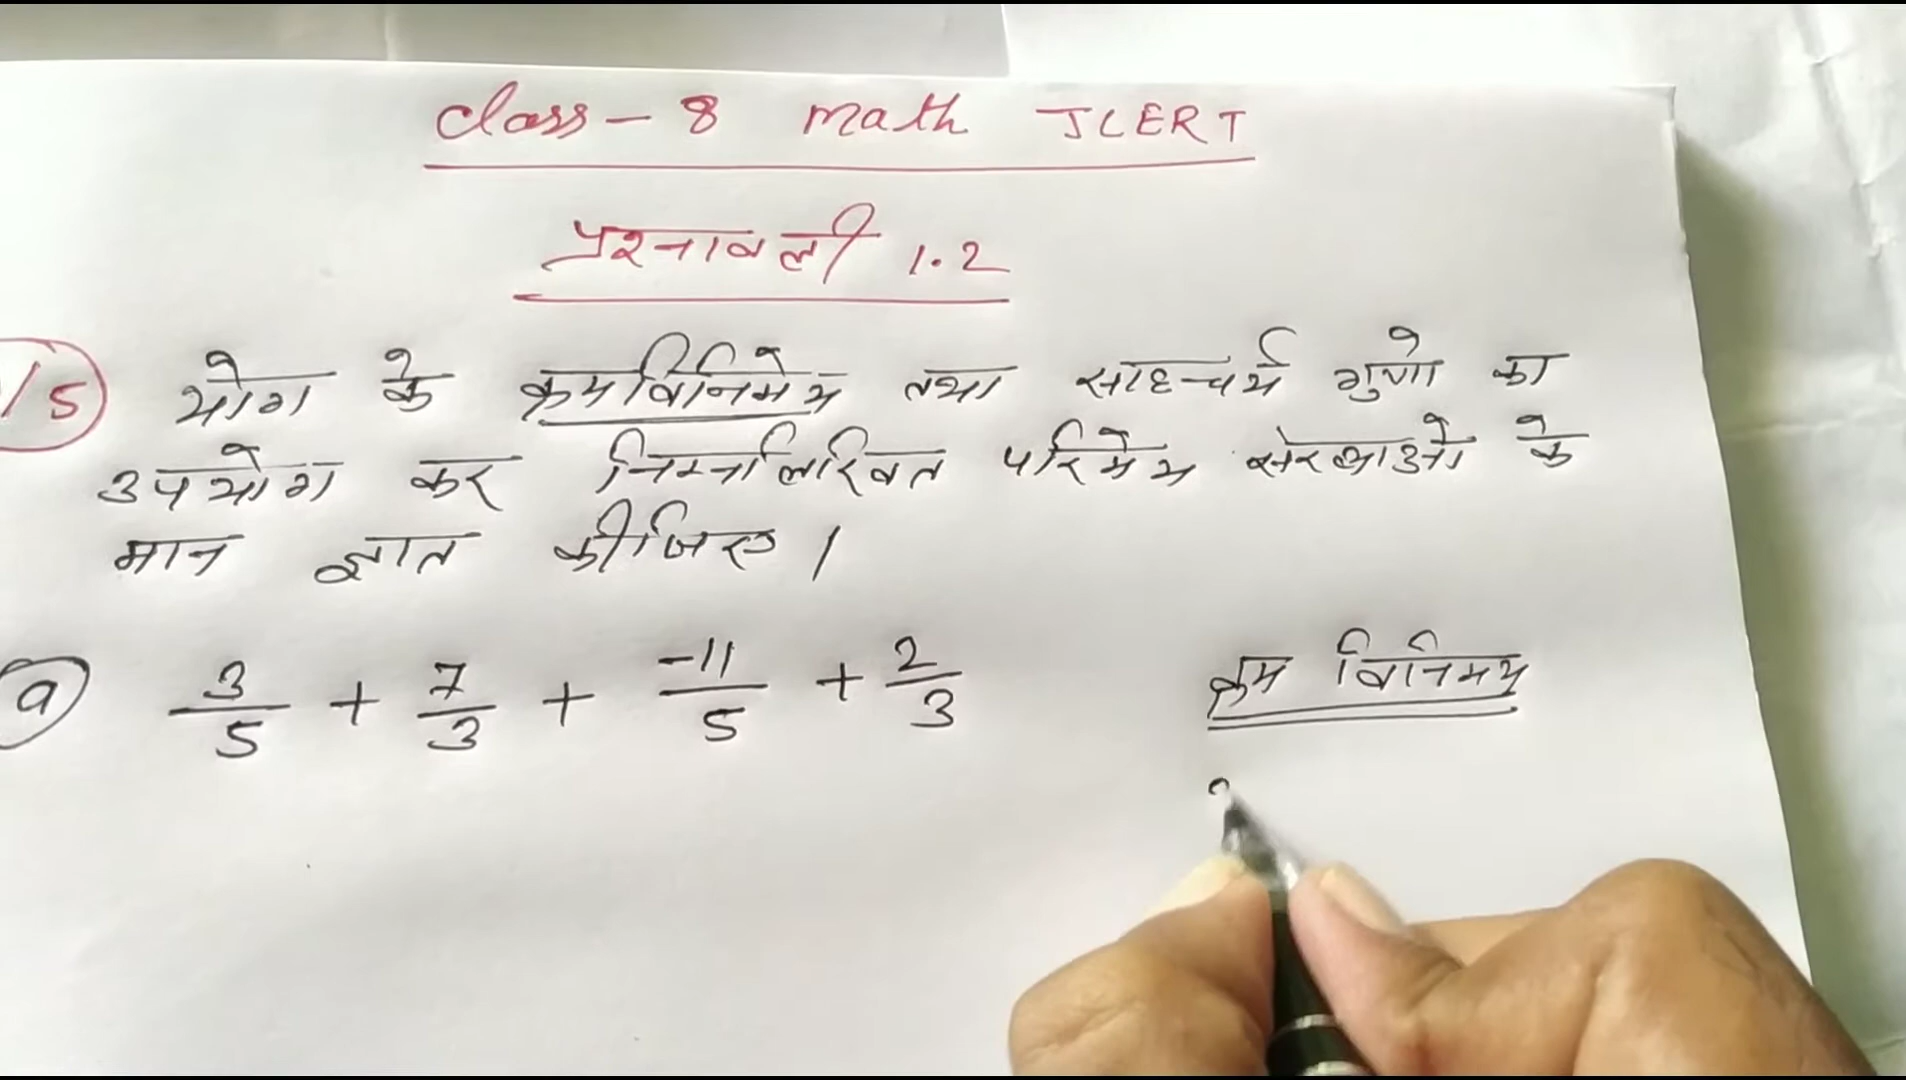 class - 8 math JCERT
प्रश्नावली 1.2
/5 योग के क्रमविनिमेय तथा साहचर्य गुणो का
उपयोग कर निम्नलिखित परिमेय संख्याओ के
मान ज्ञात कीजिए ।
a 3/5 + 7/3 + -11/5 + 2/3
क्रम विनिमय